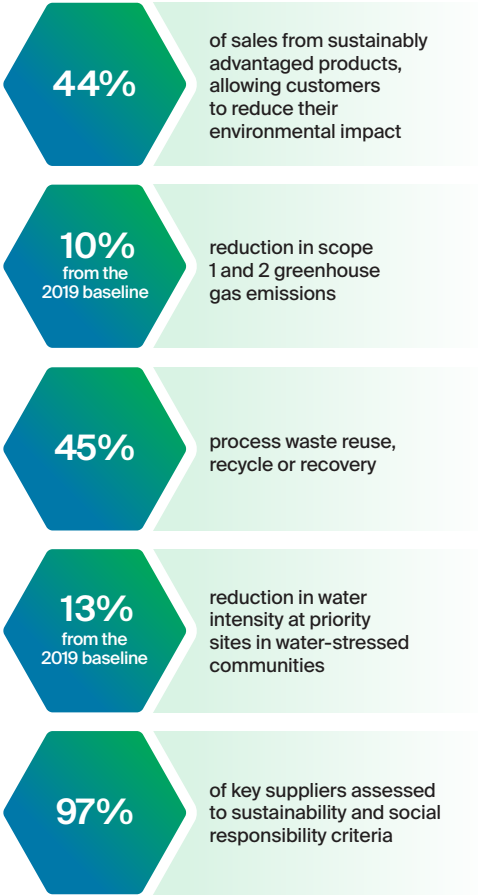 44%
of sales from sustainably
advantaged products,
allowing customers
to reduce their
environmental impact
10%
from the
2019 baseline
reduction in scope
1 and 2 greenhouse
gas emissions
45%
process waste reuse,
recycle or recovery
13%
from the
2019 baseline
reduction in water
intensity at priority
sites in water-stressed
communities
97%
of key suppliers assessed
to sustainability and social
responsibility criteria